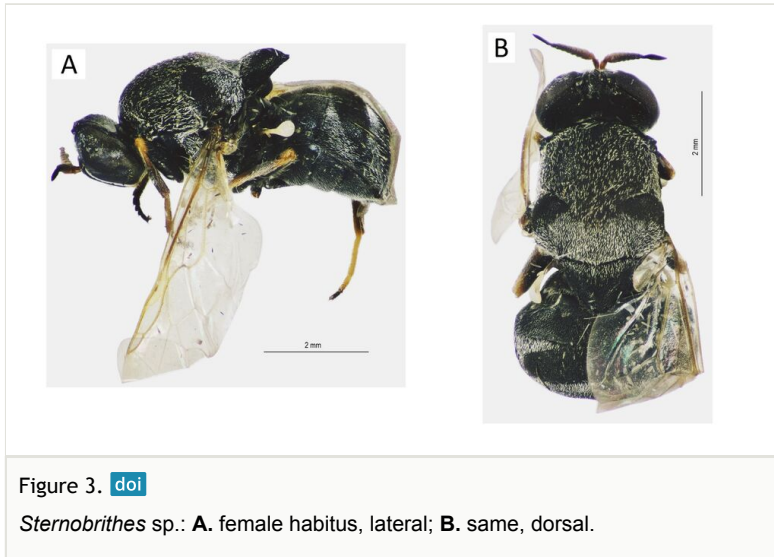 A
B
2 mm
2 mm
Figure 3. doi
Sternobrithes sp.: A. female habitus, lateral; B. same, dorsal.